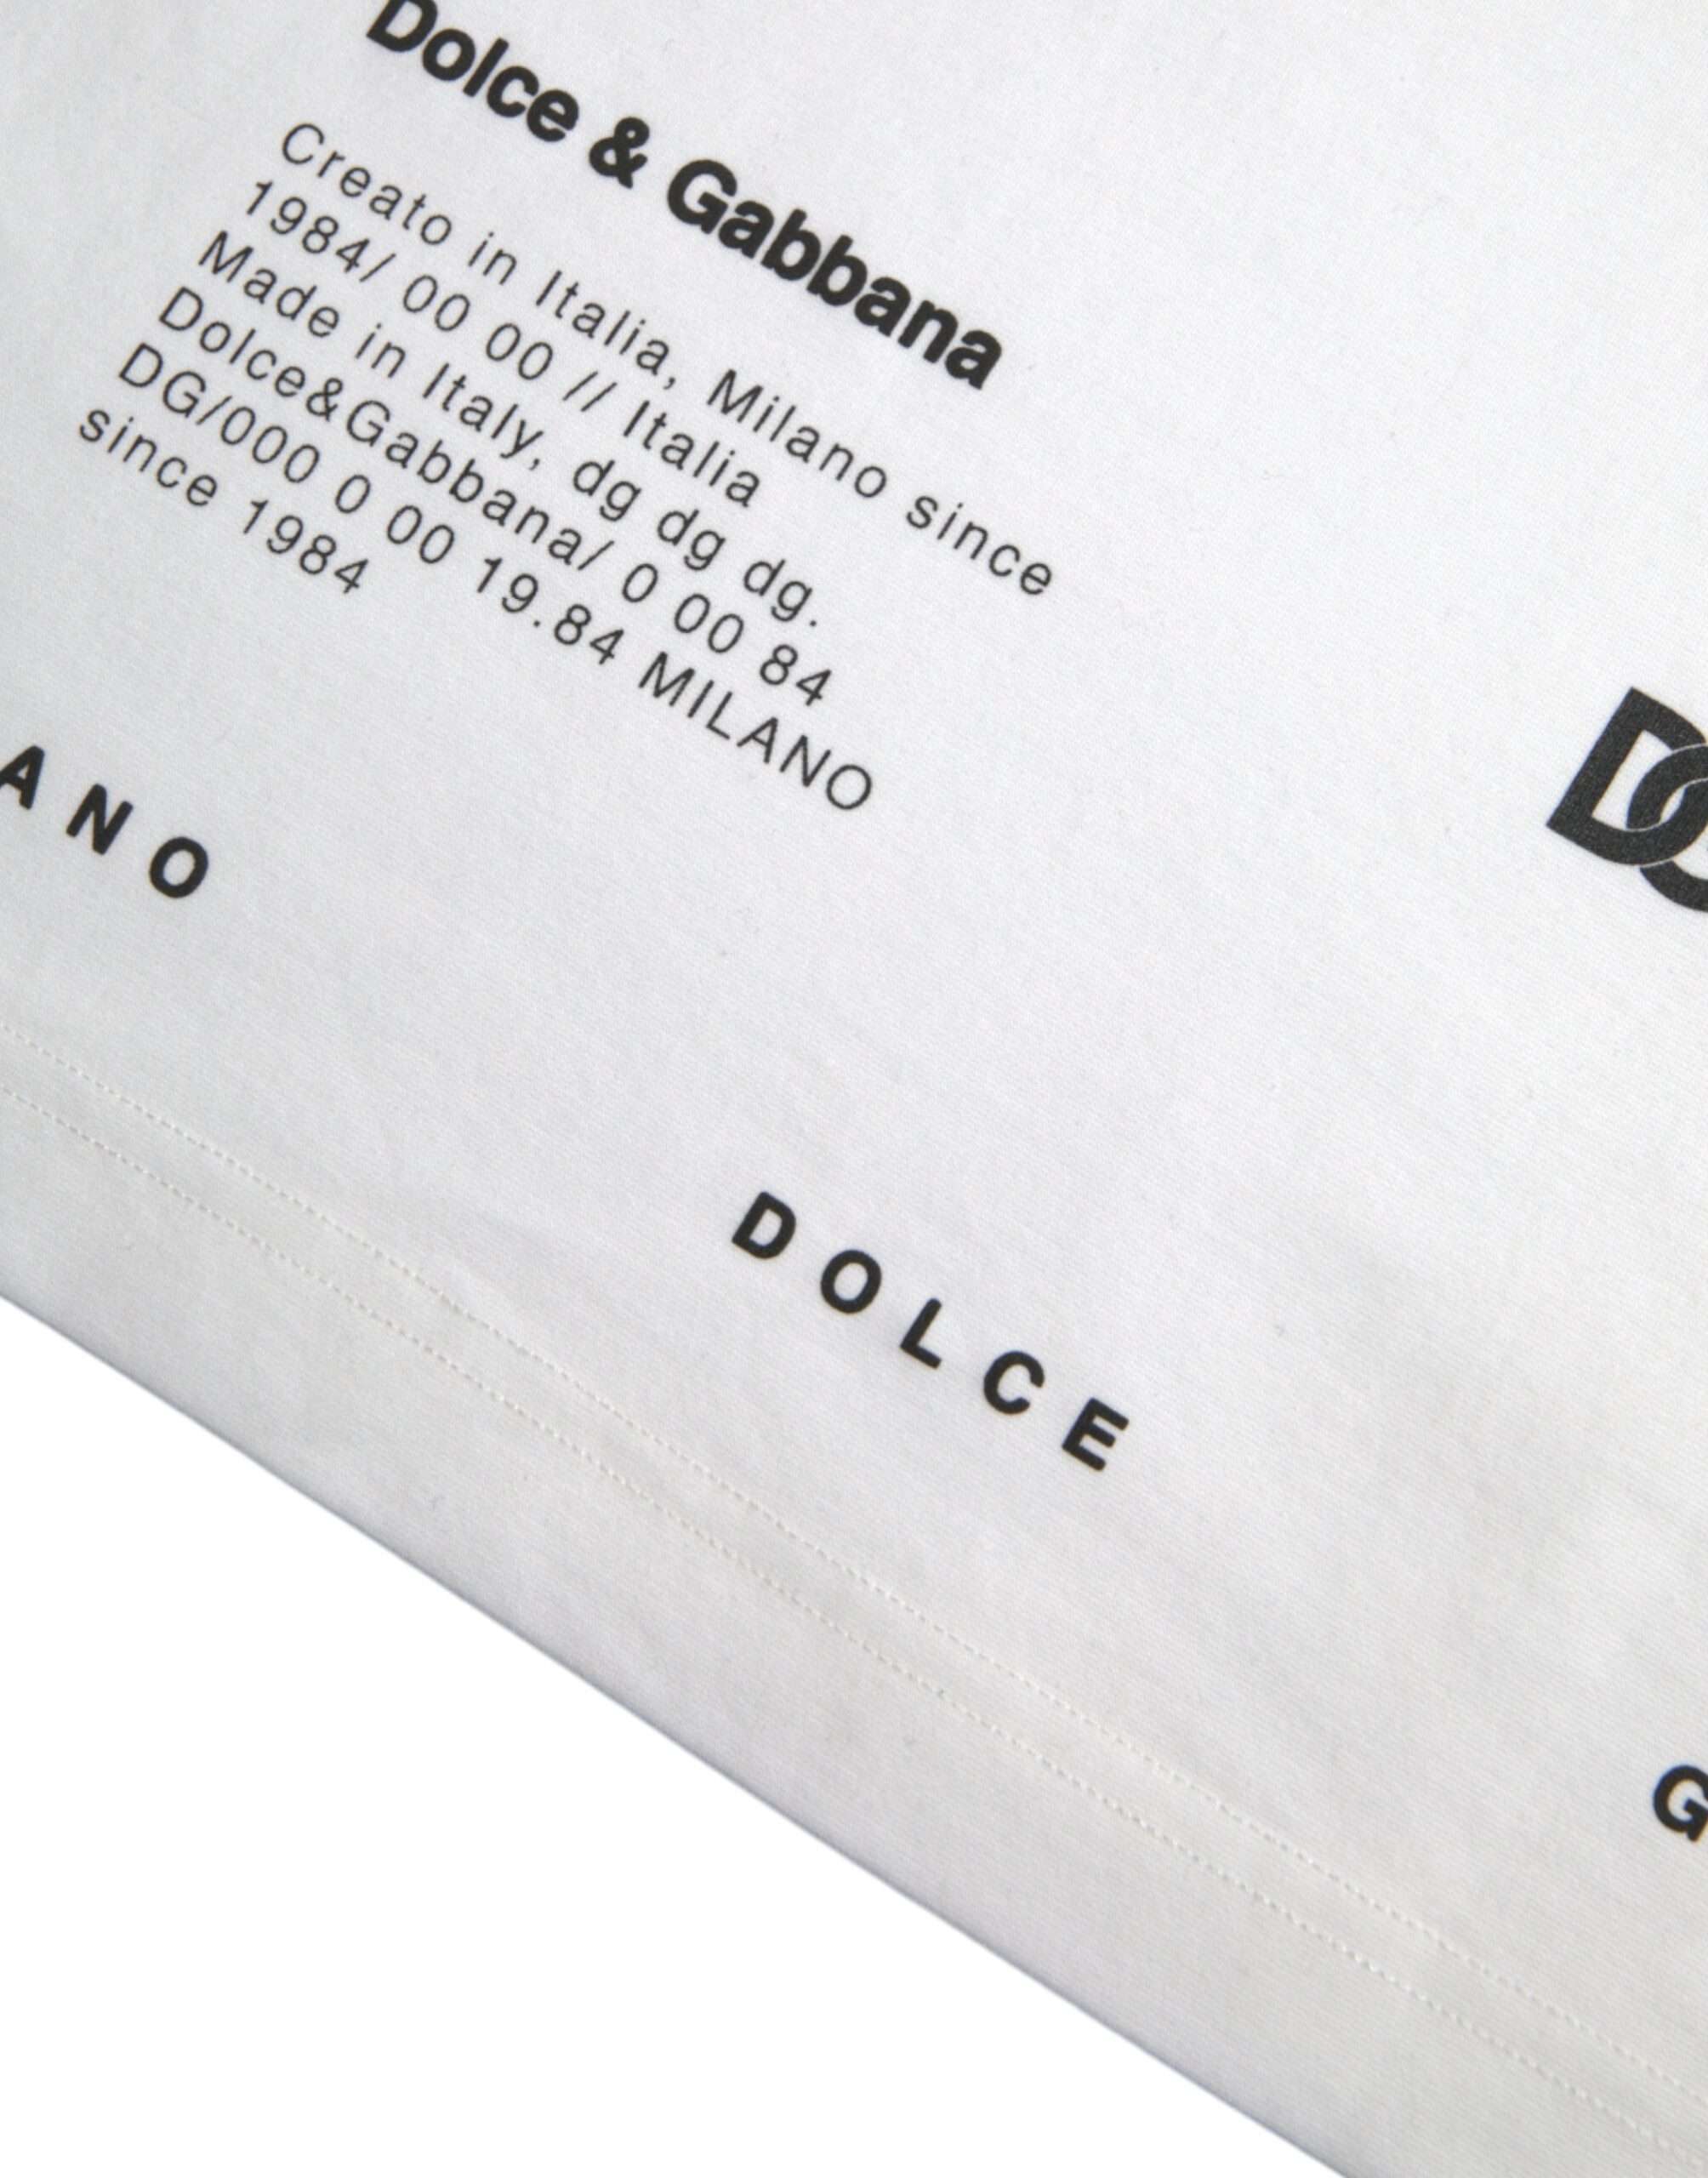 Dolce & Gabbana
Creato in Italia, Milano since
1984/ 00 00 // Italia
Made in Italy, dg dg dg.
Dolce&Gabbana/ 0 00 84
DG/000 0 00 19.84 MILANO
since 1984
ANO
DG
DOLCE
G